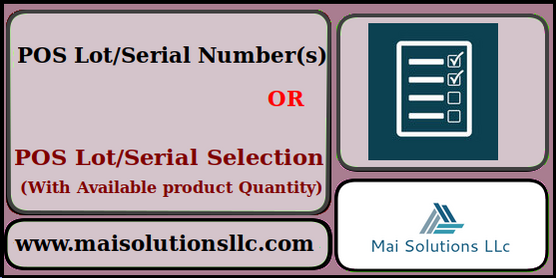 POS Lot/Serial Number(s)
OR
POS Lot/Serial Selection
(With Available product Quantity)
www.maisolutionsllc.com
Mai Solutions LLc